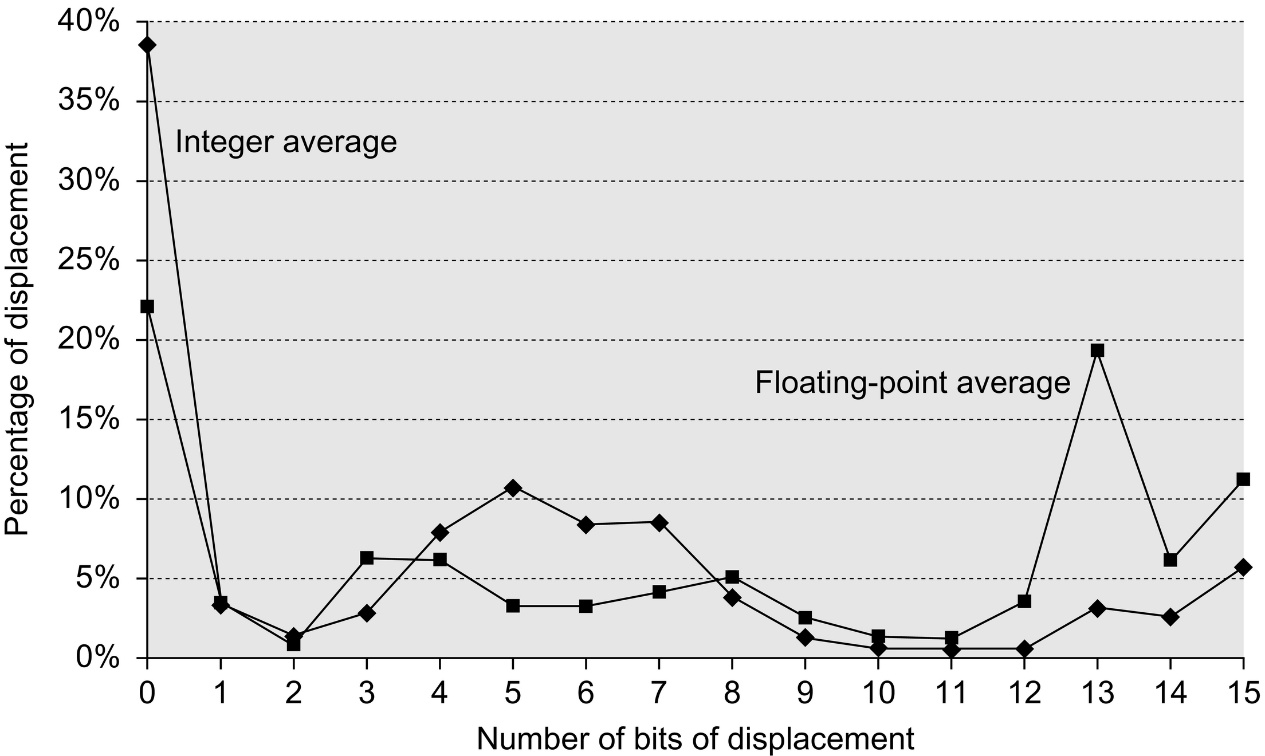 40%
35%
Integer average
30%
25%
20%
Floating-point average
15%
10%
5%
0%
Percentage of displacement
0 1 2 3 4 5 6 7 8 9 10 11 12 13 14 15
Number of bits of displacement